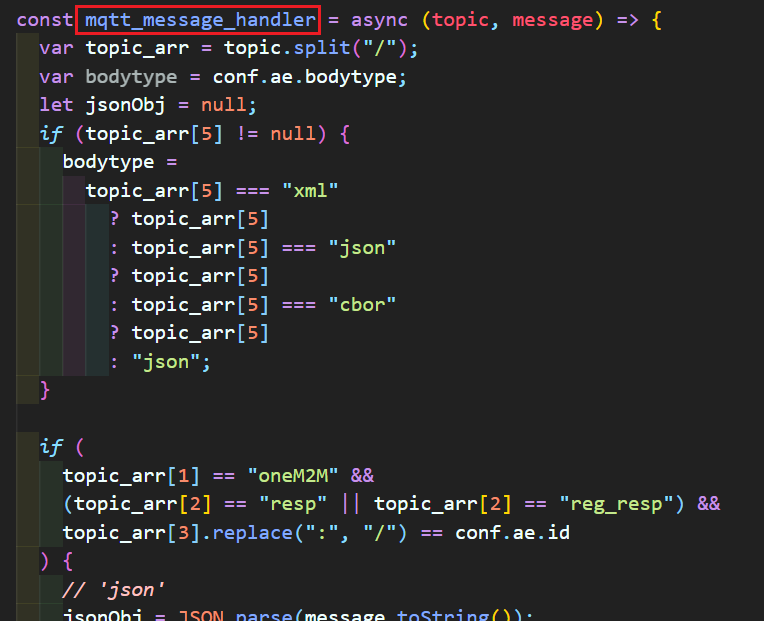 const mqtt_message_handler = async (topic, message) => {
var topic_arr = topic.split("/");
var bodytype = conf.ae.bodytype;
let jsonObj = null;
if (topic_arr[5] != null) {
bodytype =
topic_arr[5] === "xml"
? topic_arr[5]
: topic_arr[5] === "json"
? topic_arr[5]
: topic_arr[5] === "cbor"
? topic_arr[5]
: "json";
}
if (
topic_arr[1] == "oneM2M" &&
(topic_arr[2] == "resp" || topic_arr[2] == "reg_resp") &&
topic_arr[3].replace(":", "/") == conf.ae.id
) {
// 'json'
jsonObj = JSON.parse(message.toString());